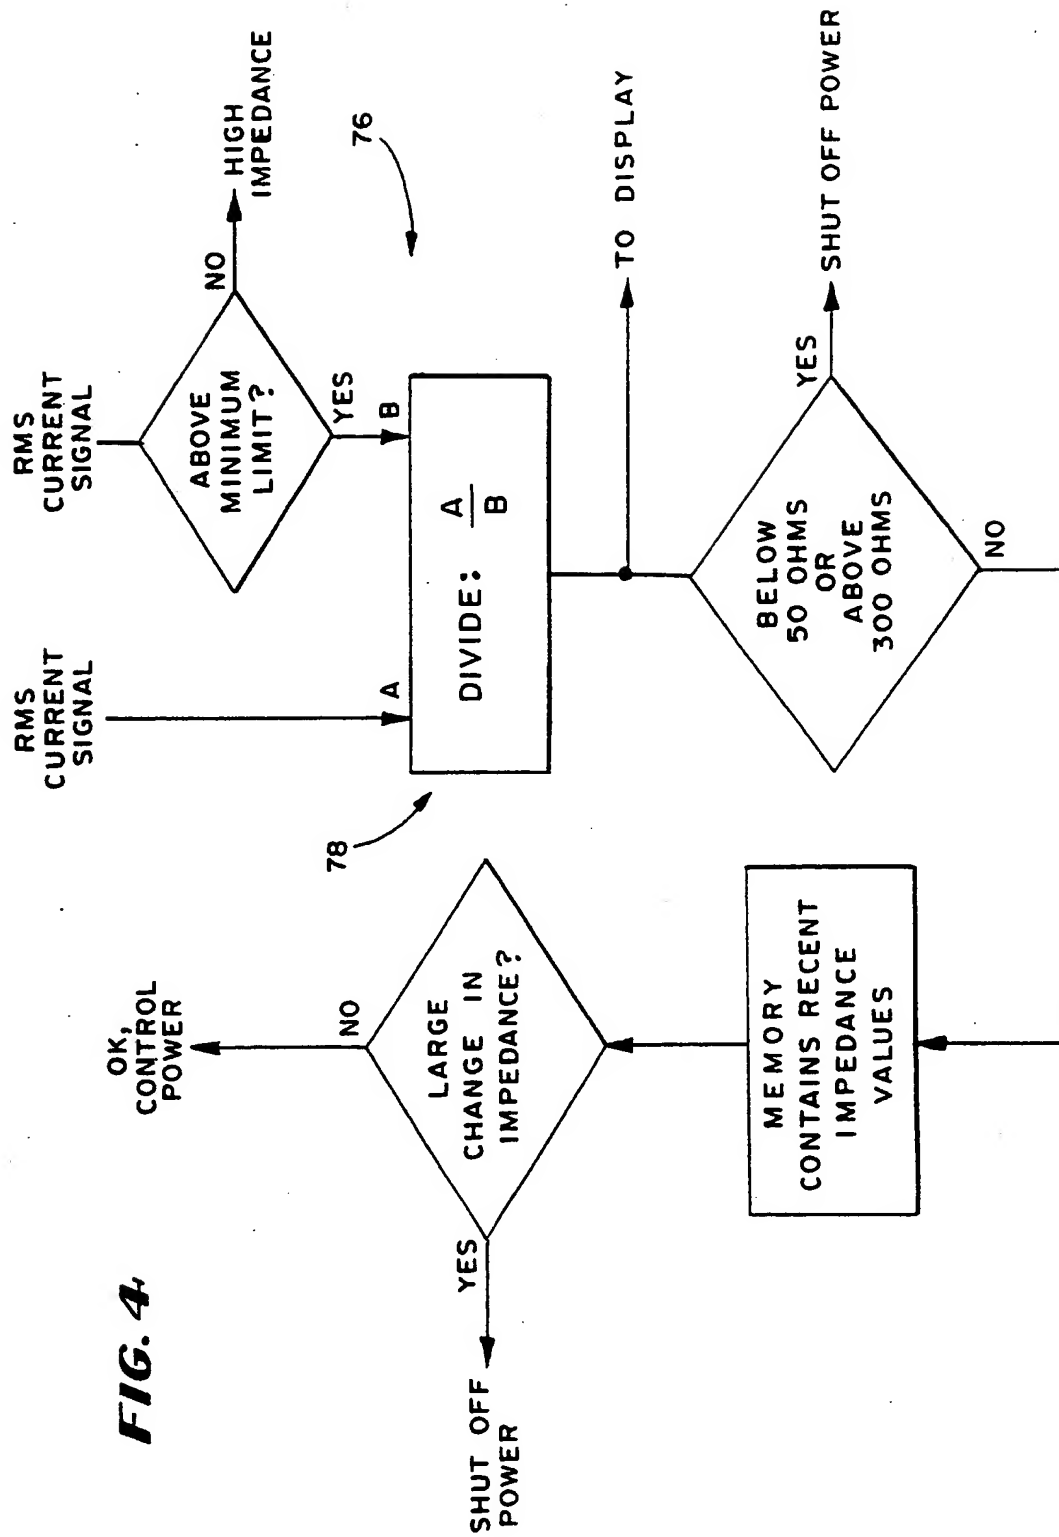 FIG. 4
RMS
CURRENT
SIGNAL
RMS
CURRENT
SIGNAL
ABOVE
MINIMUM
LIMIT?
NO
HIGH
IMPEDANCE
YES
A
B
76
78
DIVIDE: A
B
TO DISPLAY
BELOW
50 OHMS
OR
ABOVE
300 OHMS
YES
SHUT OFF POWER
NO
MEMORY
CONTAINS RECENT
IMPEDANCE
VALUES
LARGE
CHANGE IN
IMPEDANCE?
NO
OK,
CONTROL
POWER
YES
SHUT OFF
POWER